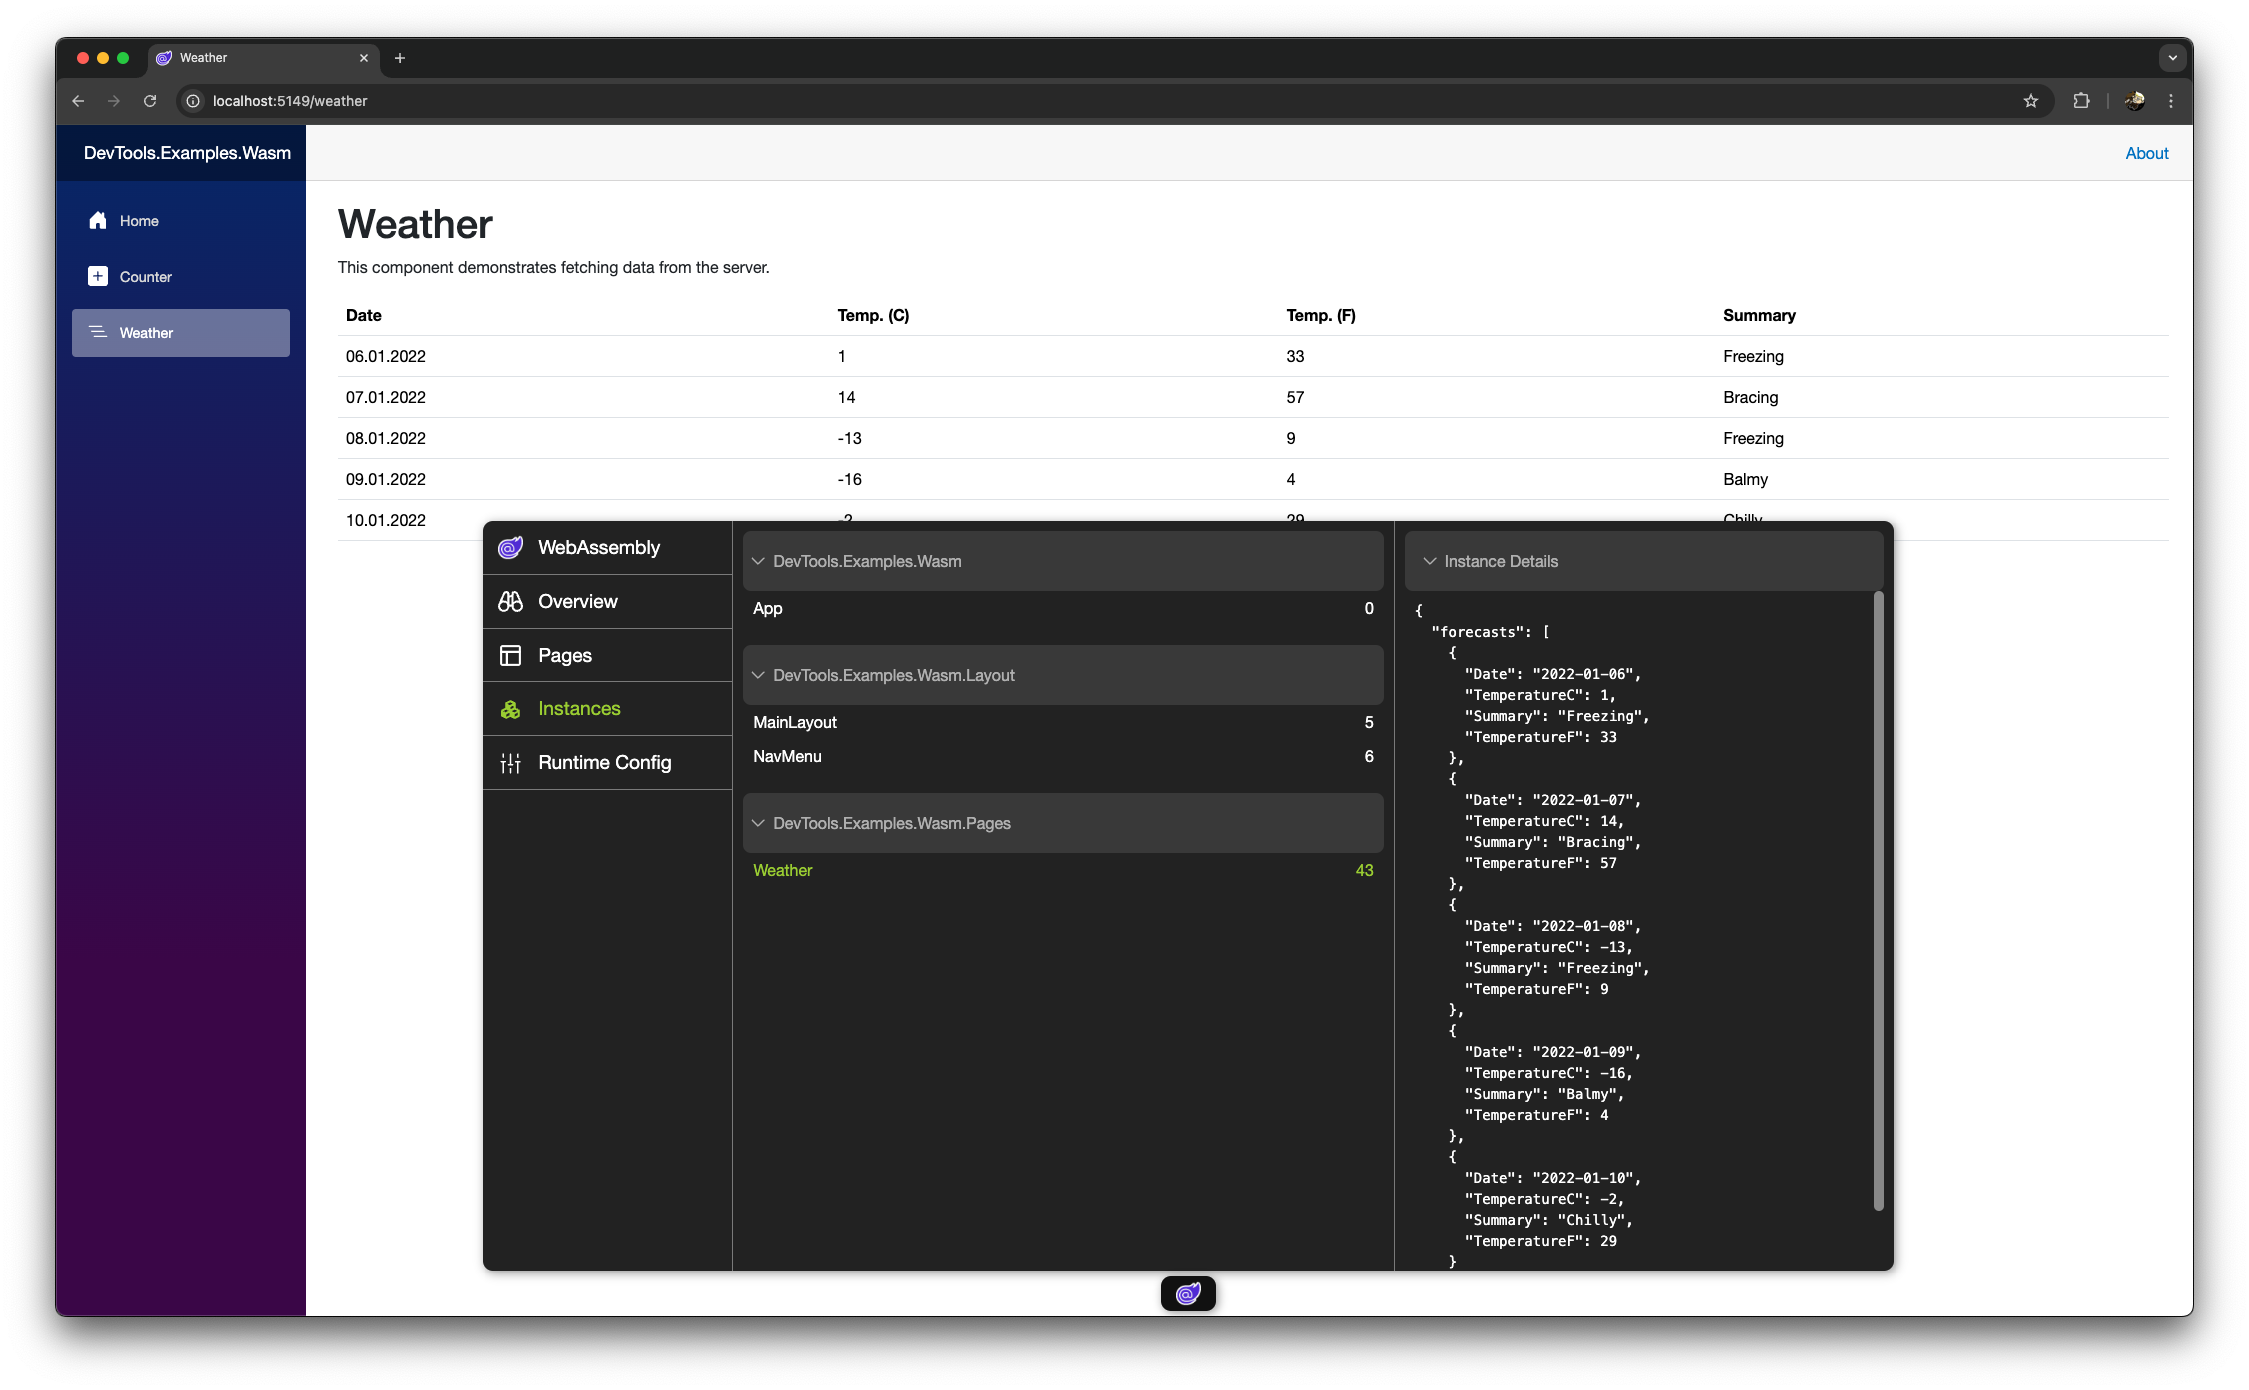 Weather
localhost:5149/weather
DevTools.Examples.Wasm
About
Home
Counter
Weather
Weather
This component demonstrates fetching data from the server.
Date Temp. (C) Temp. (F) Summary
06.01.2022 1 33 Freezing
07.01.2022 14 57 Bracing
08.01.2022 -13 9 Freezing
09.01.2022 -16 4 Balmy
10.01.2022 -2 29 Chilly
WebAssembly
Overview
Pages
Instances
Runtime Config
DevTools.Examples.Wasm
App 0
DevTools.Examples.Wasm.Layout
MainLayout 5
NavMenu 6
DevTools.Examples.Wasm.Pages
Weather 43
Instance Details
{
"forecasts": [
{
"Date": "2022-01-06",
"TemperatureC": 1,
"Summary": "Freezing",
"TemperatureF": 33
},
{
"Date": "2022-01-07",
"TemperatureC": 14,
"Summary": "Bracing",
"TemperatureF": 57
},
{
"Date": "2022-01-08",
"TemperatureC": -13,
"Summary": "Freezing",
"TemperatureF": 9
},
{
"Date": "2022-01-09",
"TemperatureC": -16,
"Summary": "Balmy",
"TemperatureF": 4
},
{
"Date": "2022-01-10",
"TemperatureC": -2,
"Summary": "Chilly",
"TemperatureF": 29
}